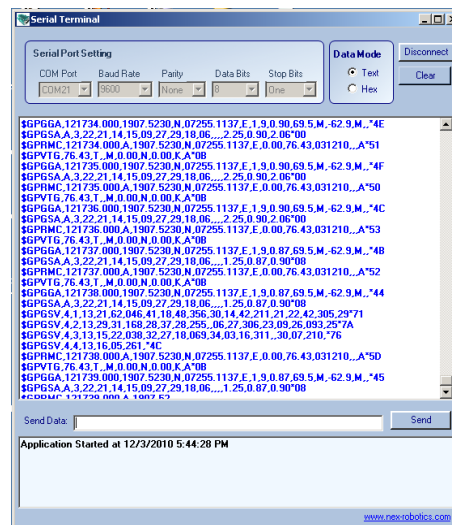 Serial Terminal
Serial Port Setting
COM Port Baud Rate Parity Data Bits Stop Bits
COM21 9600 None 8 One
Data Mode
Text
Hex
Disconnect
Clear
$GPGGA,121734.000,1907.5230,N,07255.1137,E,1,9,0.90,69.5,M,-62.9,M,,*4E
$GPGSA,A,3,22,21,14,15,09,27,29,18,06,,,,2.25,0.90,2.06*00
$GPRMC,121734.000,A,1907.5230,N,07255.1137,E,0.00,76.43,031210,,,A*51
$GPVTG,76.43,T,,M,0.00,N,0.00,K,A*0B
$GPGGA,121735.000,1907.5230,N,07255.1137,E,1,9,0.90,69.5,M,-62.9,M,,*4F
$GPGSA,A,3,22,21,14,15,09,27,29,18,06,,,,2.25,0.90,2.06*00
$GPRMC,121735.000,A,1907.5230,N,07255.1137,E,0.00,76.43,031210,,,A*50
$GPVTG,76.43,T,,M,0.00,N,0.00,K,A*0B
$GPGGA,121736.000,1907.5230,N,07255.1137,E,1,9,0.90,69.5,M,-62.9,M,,*4C
$GPGSA,A,3,22,21,14,15,09,27,29,18,06,,,,2.25,0.90,2.06*00
$GPRMC,121736.000,A,1907.5230,N,07255.1137,E,0.00,76.43,031210,,,A*53
$GPVTG,76.43,T,,M,0.00,N,0.00,K,A*0B
$GPGGA,121737.000,1907.5230,N,07255.1137,E,1,9,0.87,69.5,M,-62.9,M,,*4B
$GPGSA,A,3,22,21,14,15,09,27,29,18,06,,,,1.25,0.87,0.90*08
$GPRMC,121737.000,A,1907.5230,N,07255.1137,E,0.00,76.43,031210,,,A*52
$GPVTG,76.43,T,,M,0.00,N,0.00,K,A*0B
$GPGGA,121738.000,1907.5230,N,07255.1137,E,1,9,0.87,69.5,M,-62.9,M,,*44
$GPGSA,A,3,22,21,14,15,09,27,29,18,06,,,,1.25,0.87,0.90*08
$GPGSV,4,1,13,21,62,046,41,18,48,356,30,14,42,211,21,22,42,305,29*71
$GPGSV,4,2,13,29,31,168,28,37,28,255,,06,27,306,23,09,26,093,25*7A
$GPGSV,4,3,13,15,22,038,32,27,18,069,34,03,16,311,,30,07,210,*76
$GPGSV,4,4,13,16,05,261,*4C
$GPRMC,121738.000,A,1907.5230,N,07255.1137,E,0.00,76.43,031210,,,A*5D
$GPVTG,76.43,T,,M,0.00,N,0.00,K,A*0B
$GPGGA,121739.000,1907.5230,N,07255.1137,E,1,9,0.87,69.5,M,-62.9,M,,*45
$GPGSA,A,3,22,21,14,15,09,27,29,18,06,,,,1.25,0.87,0.90*08
$GPRMC,121739.000,A,1907.52
Send Data: Send
Application Started at 12/3/2010 5:44:28 PM
www.nex-robotics.com